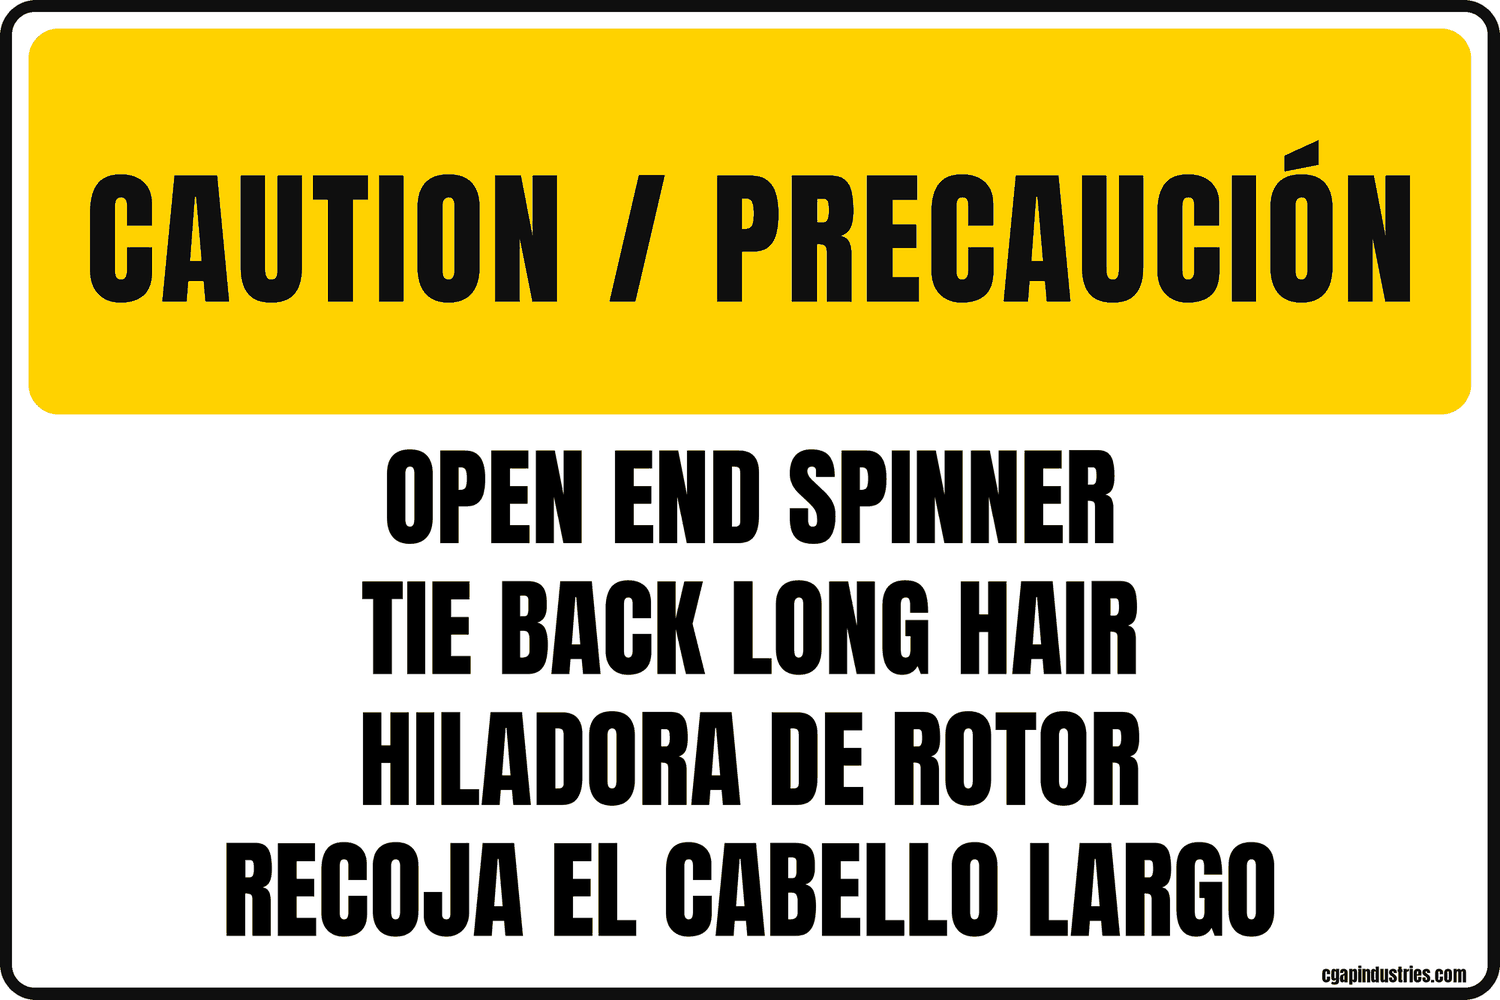 CAUTION / PRECAUCIÓN
OPEN END SPINNER
TIE BACK LONG HAIR
HILADORA DE ROTOR
RECOJA EL CABELLO LARGO
cgapindustries.com